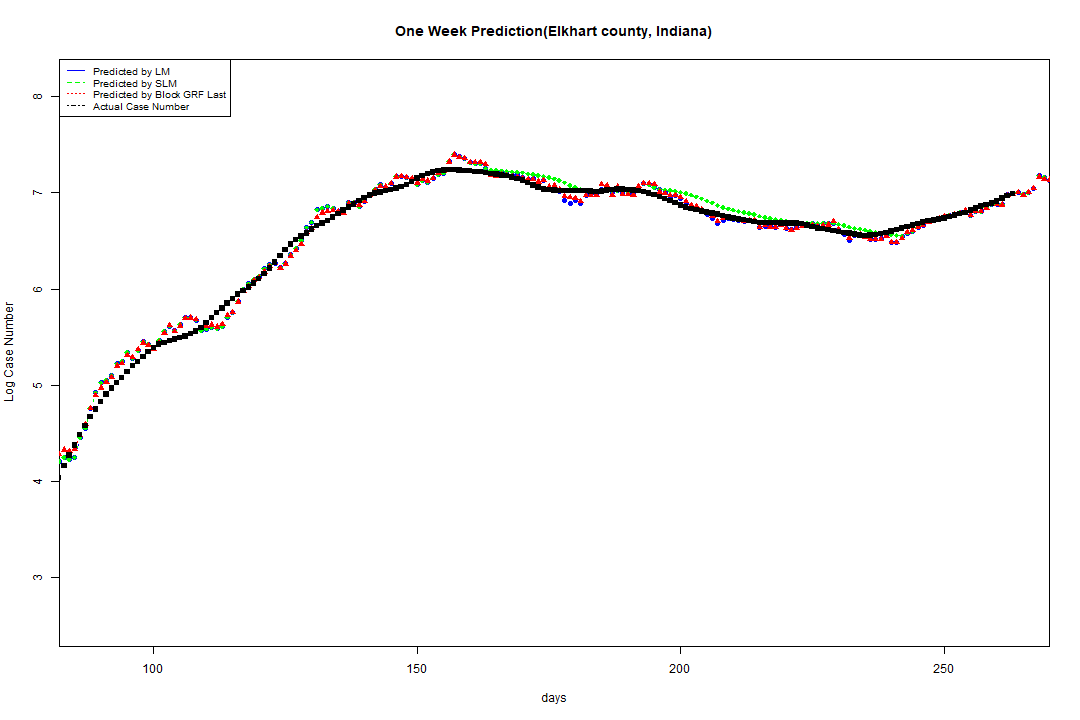 One Week Prediction(Elkhart county, Indiana)
Predicted by LM
Predicted by SLM
Predicted by Block GRF Last
Actual Case Number
8
7
6
5
4
3
Log Case Number
100 150 200 250
days